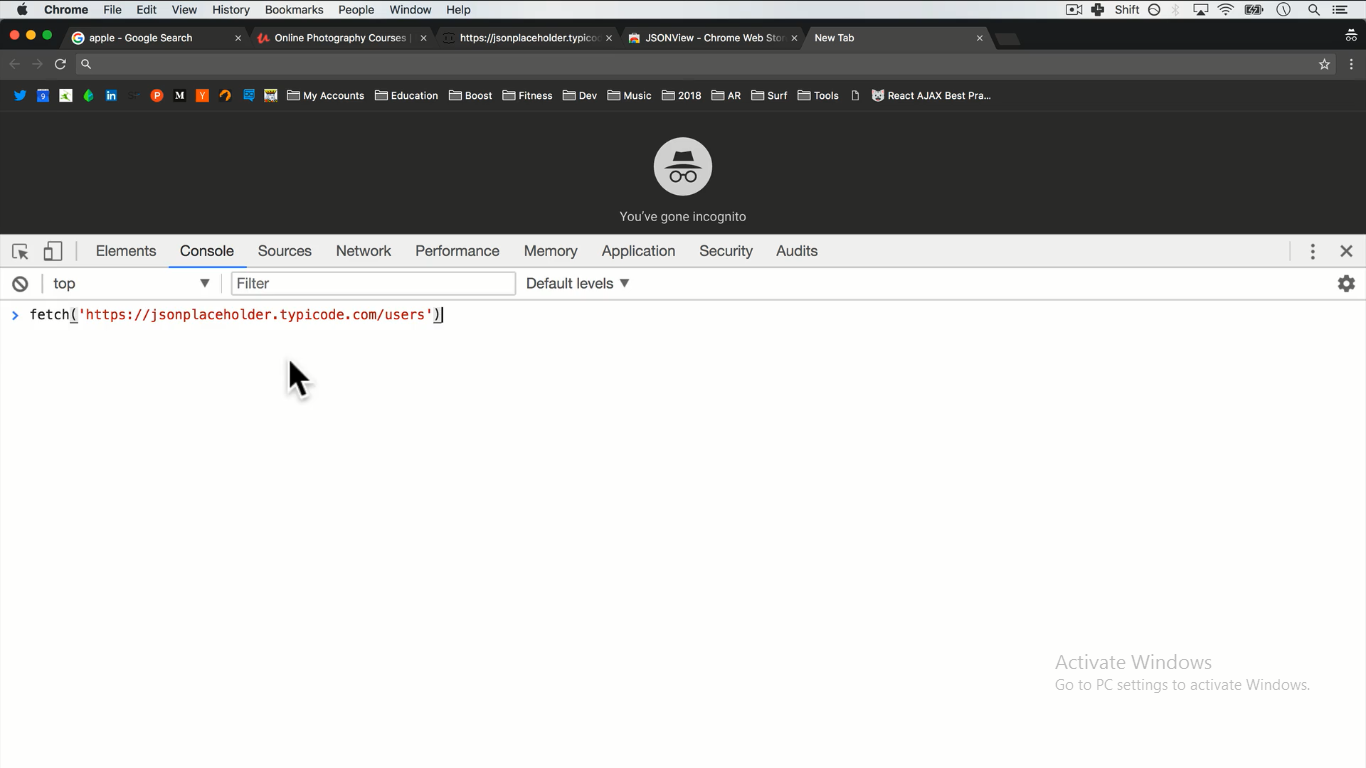 Chrome File Edit View History Bookmarks People Window Help Shift
apple - Google Search Online Photography Courses https://jsonplaceholder.typico JSONView - Chrome Web Stor New Tab
9 in P M Y My Accounts Education Boost Fitness Dev Music 2018 AR Surf Tools React AJAX Best Pra...
You've gone incognito
Elements Console Sources Network Performance Memory Application Security Audits
top Filter Default levels
> fetch('https://jsonplaceholder.typicode.com/users')
Activate Windows
Go to PC settings to activate Windows.